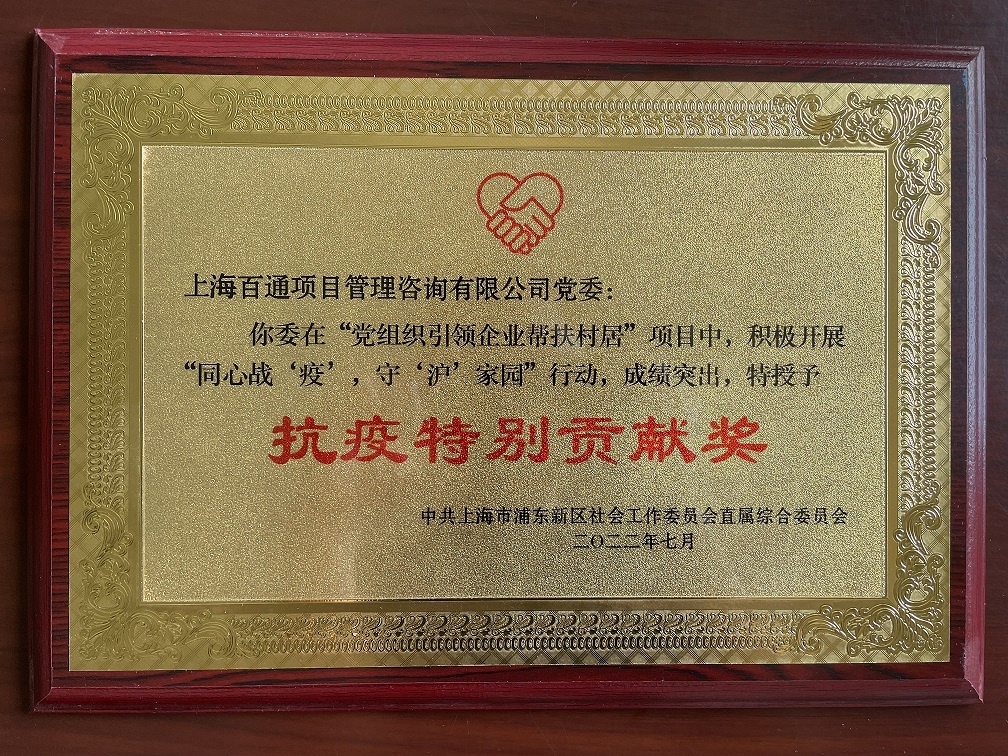 上海百通项目管理咨询有限公司党委：
你委在“党组织引领企业帮扶村居”项目中，积极开展
“同心战‘疫’，守‘沪’家园”行动，成绩突出，特授予
抗疫特别贡献奖
中共上海市浦东新区社会工作委员会直属综合委员会
二〇二二年七月